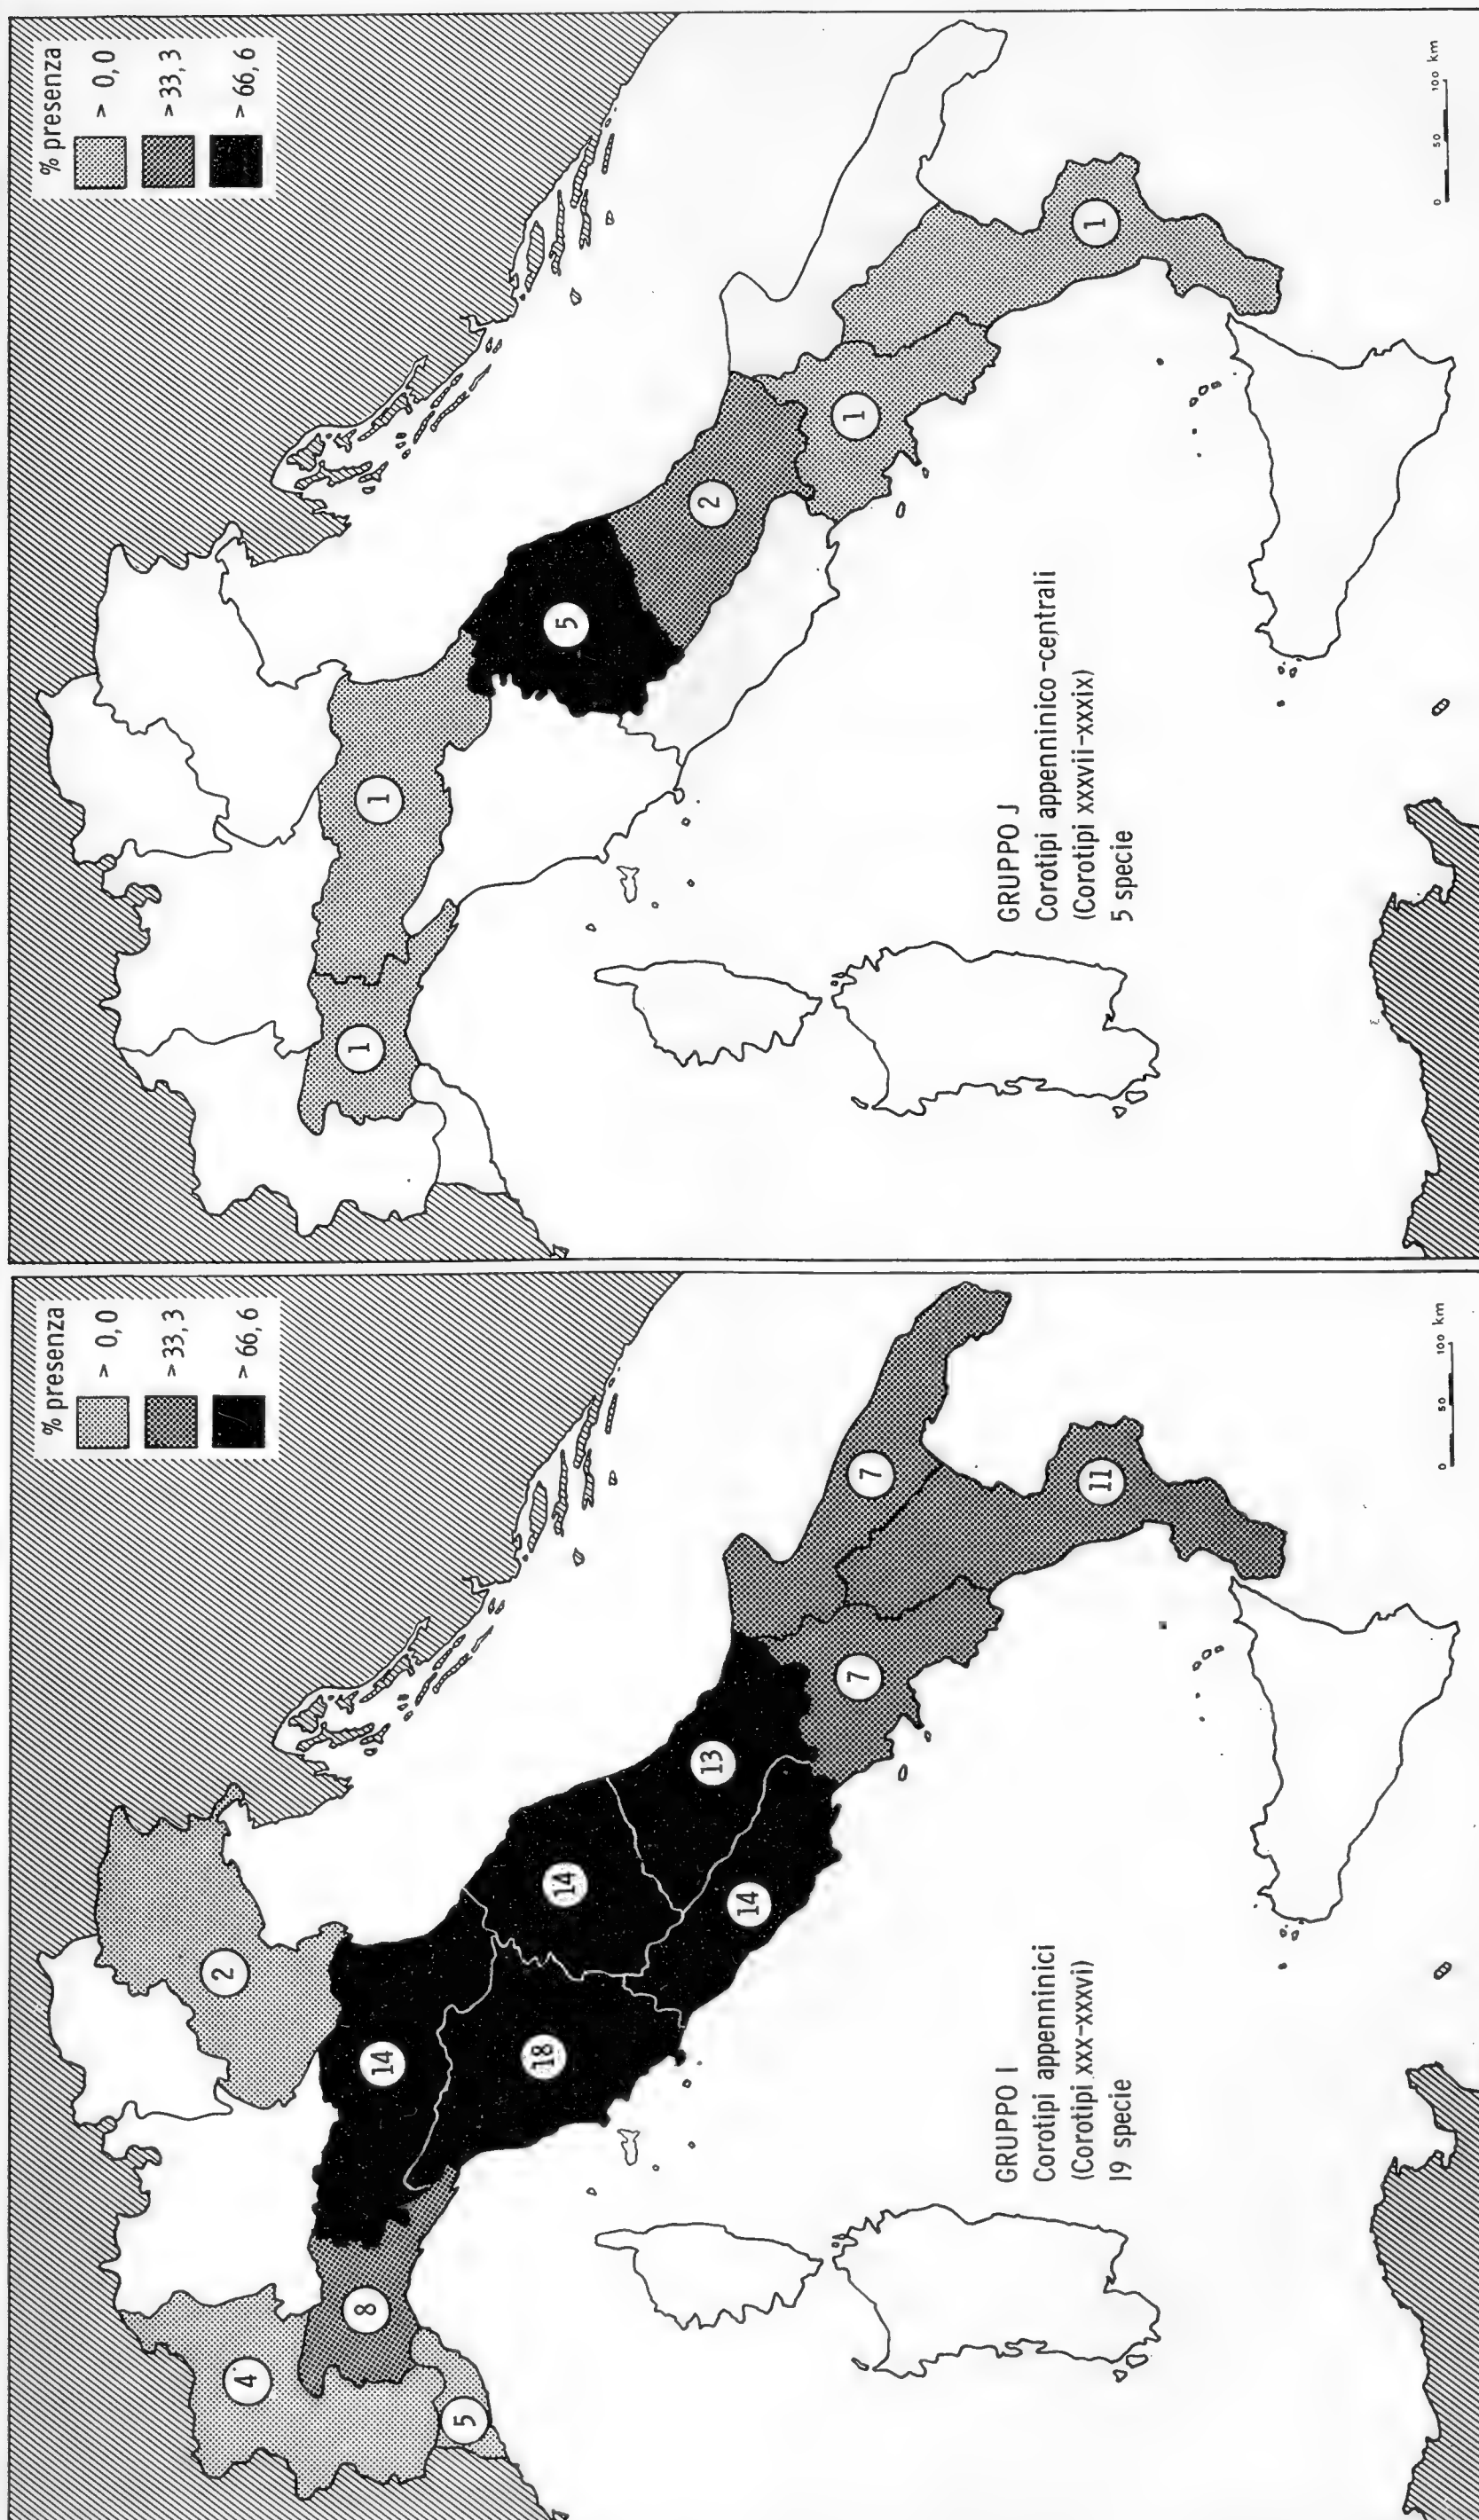 % presenza
> 0,0
> 33,3
> 66,6
2
4
8
14
5
18
14
13
14
7
7
GRUPPO I
Corotipi appenninici
(Corotipi xxx-xxxvi)
19 specie
11
0 50 100 km
% presenza
> 0,0
> 33,3
> 66,6
1
1
5
2
1
GRUPPO J
Corotipi appenninico-centrali
(Corotipi xxxvii-xxxix)
5 specie
1
0 50 100 km